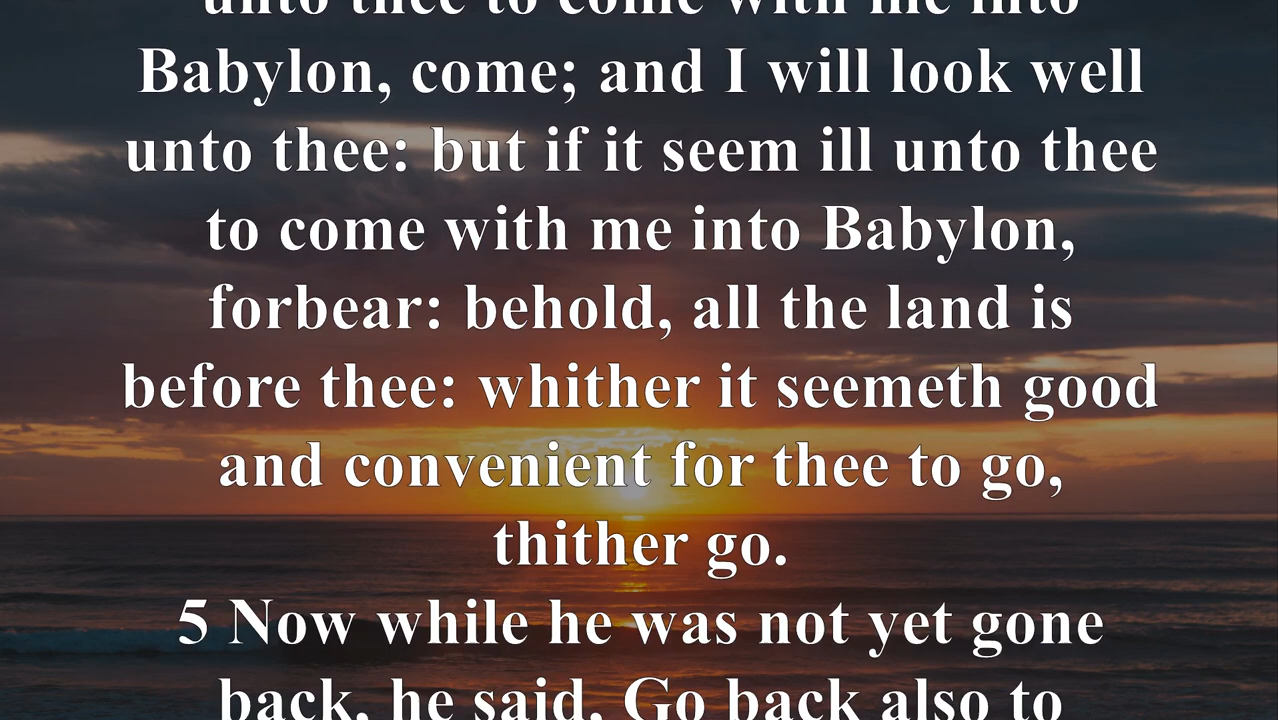 unto thee to come with me into
Babylon, come; and I will look well
unto thee: but if it seem ill unto thee
to come with me into Babylon,
forbear: behold, all the land is
before thee: whither it seemeth good
and convenient for thee to go,
thither go.
5 Now while he was not yet gone
back, he said, Go back also to